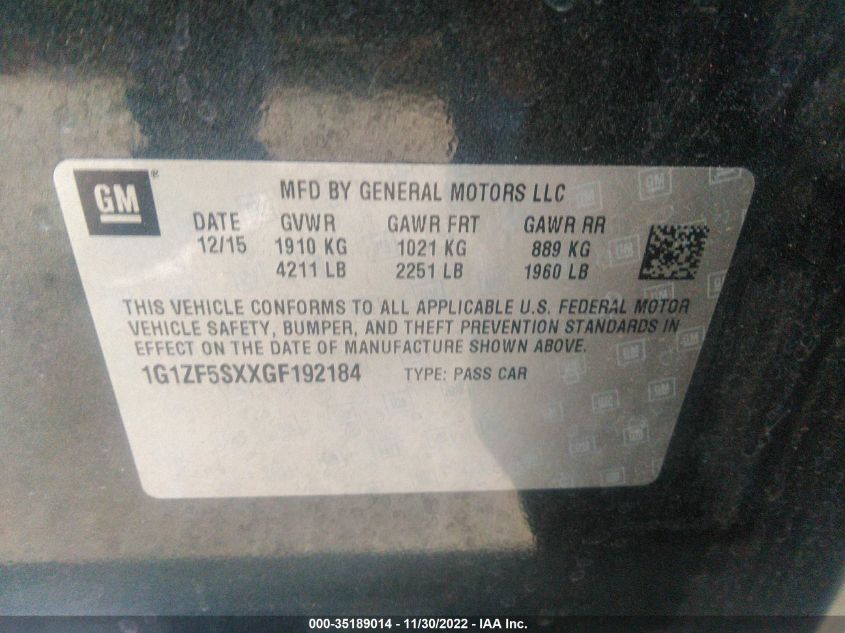 GM®
MFD BY GENERAL MOTORS LLC
DATE GVWR GAWR FRT GAWR RR
12/15 1910 KG 1021 KG 889 KG
4211 LB 2251 LB 1960 LB
THIS VEHICLE CONFORMS TO ALL APPLICABLE U.S. FEDERAL MOTOR
VEHICLE SAFETY, BUMPER, AND THEFT PREVENTION STANDARDS IN
EFFECT ON THE DATE OF MANUFACTURE SHOWN ABOVE.
1G1ZF5SXXGF192184 TYPE: PASS CAR
000-35189014 - 11/30/2022 - IAA Inc.